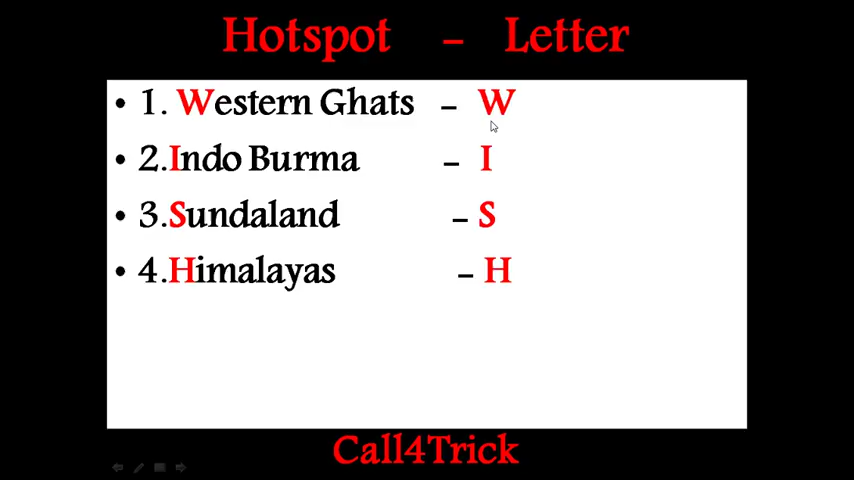 Hotspot – Letter
• 1. Western Ghats – W
• 2.Indo Burma – I
• 3.Sundaland – S
• 4.Himalayas – H
Call4Trick